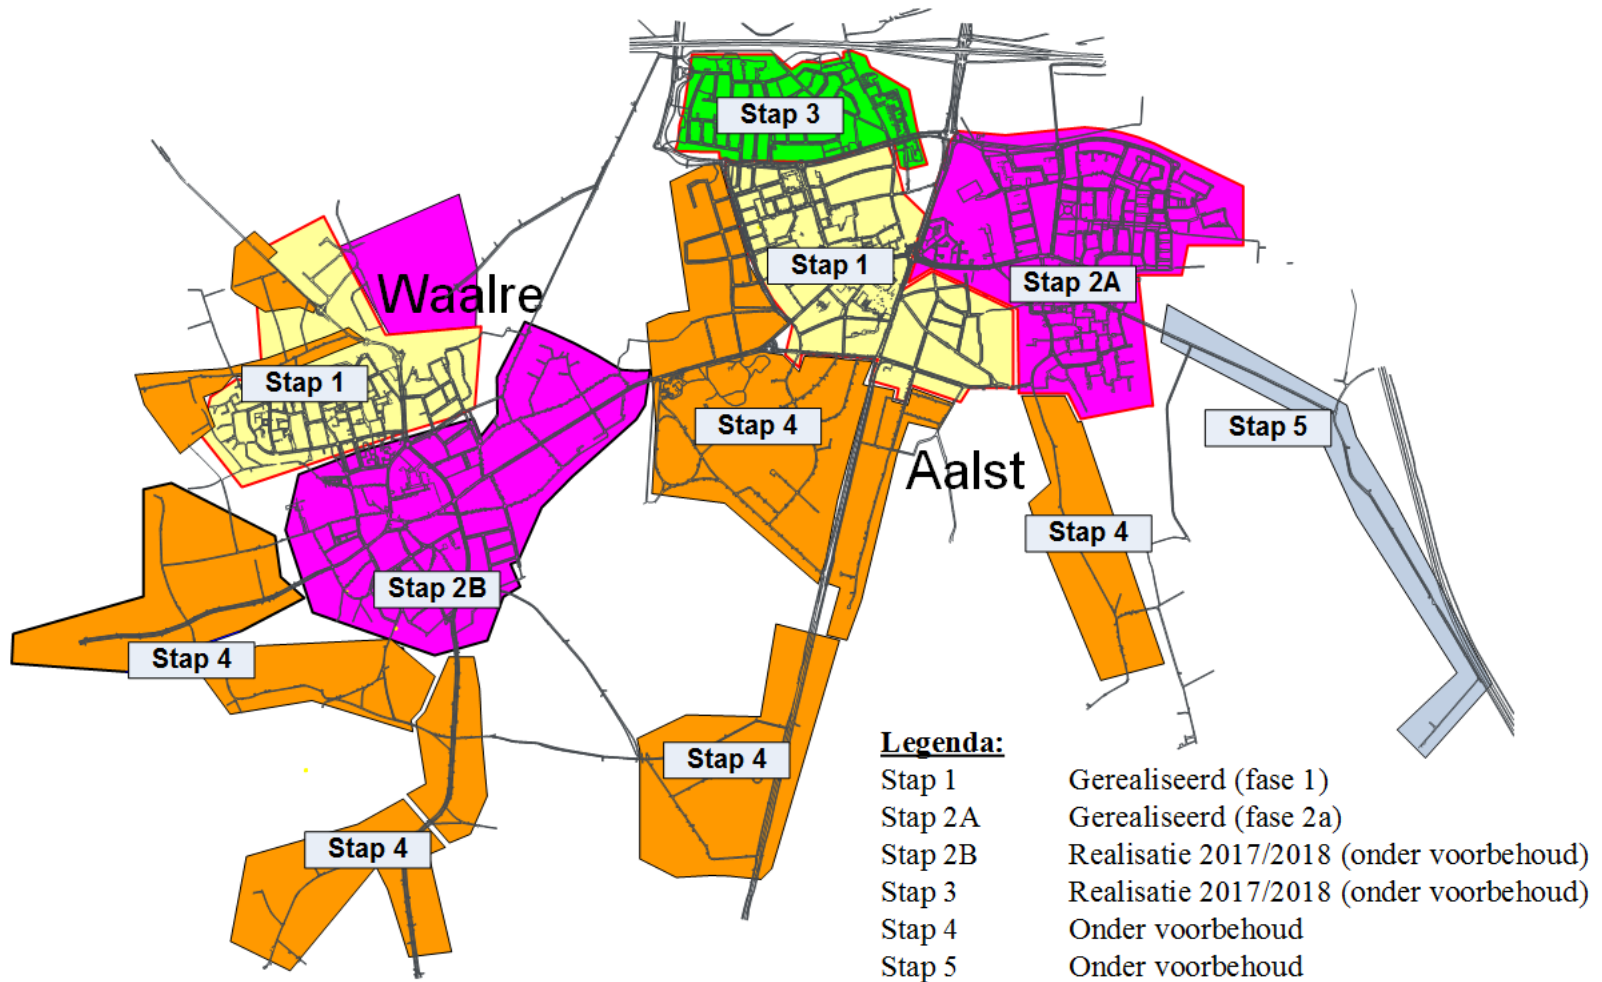 Stap 3
Stap 1
Stap 2A
Waalre
Stap 1
Stap 4
Stap 5
Aalst
Stap 4
Stap 2B
Stap 4
Stap 4
Stap 4
Legenda:
Stap 1 Gerealiseerd (fase 1)
Stap 2A Gerealiseerd (fase 2a)
Stap 2B Realisatie 2017/2018 (onder voorbehoud)
Stap 3 Realisatie 2017/2018 (onder voorbehoud)
Stap 4 Onder voorbehoud
Stap 5 Onder voorbehoud